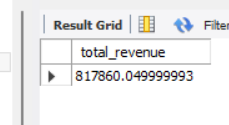 Result Grid Filter
total_revenue
817860.049999993